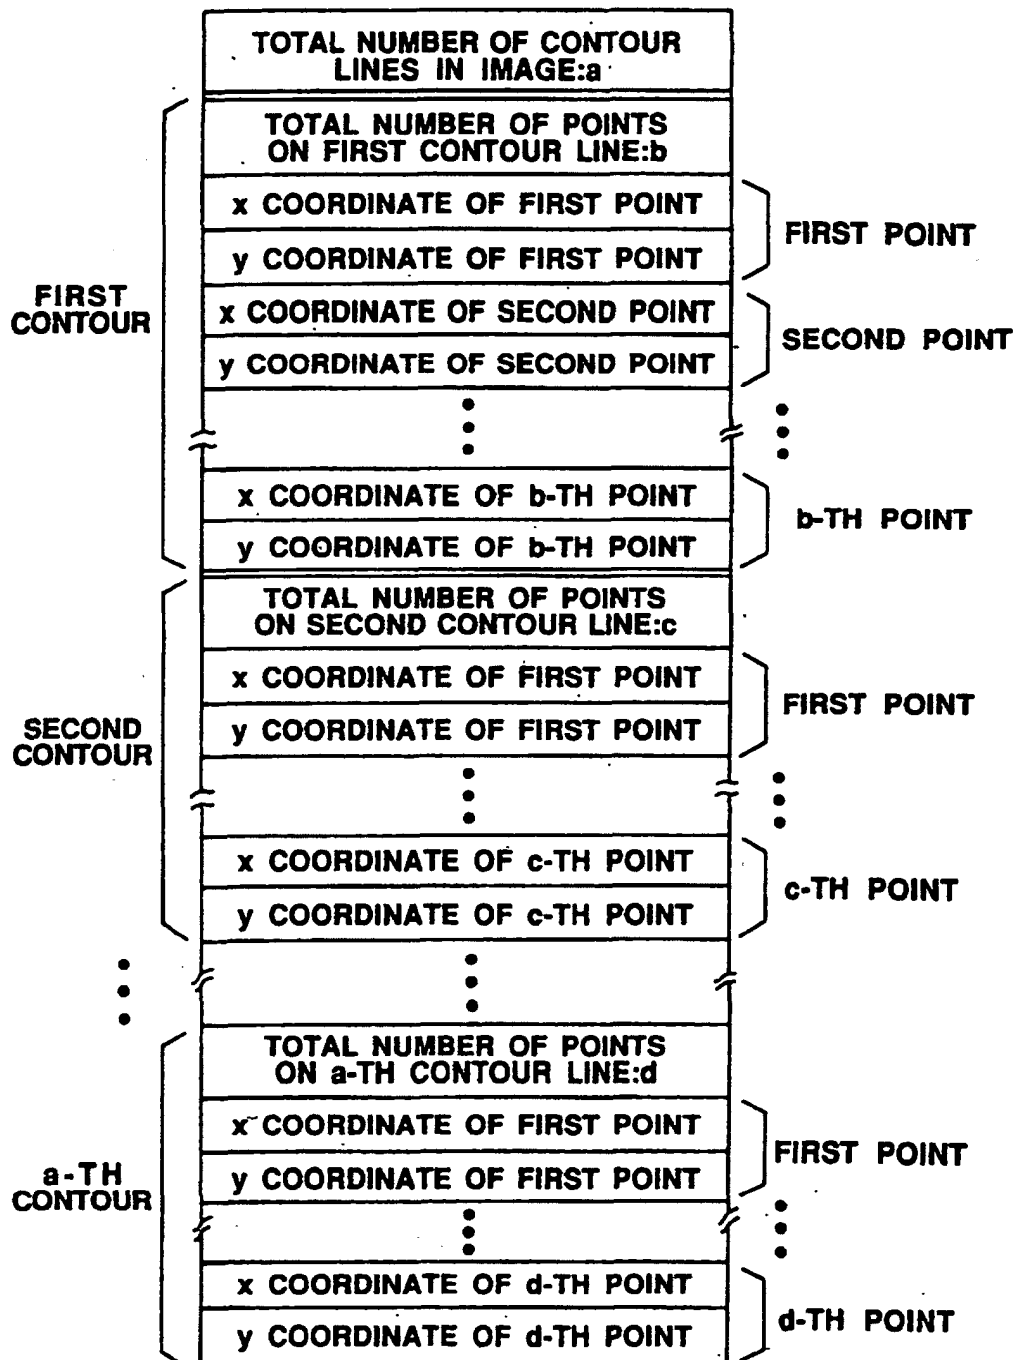 TOTAL NUMBER OF CONTOUR
LINES IN IMAGE:a
TOTAL NUMBER OF POINTS
ON FIRST CONTOUR LINE:b
x COORDINATE OF FIRST POINT
y COORDINATE OF FIRST POINT
FIRST POINT
FIRST
CONTOUR
x COORDINATE OF SECOND POINT
y COORDINATE OF SECOND POINT
SECOND POINT
x COORDINATE OF b-TH POINT
y COORDINATE OF b-TH POINT
b-TH POINT
TOTAL NUMBER OF POINTS
ON SECOND CONTOUR LINE:c
x COORDINATE OF FIRST POINT
y COORDINATE OF FIRST POINT
FIRST POINT
SECOND
CONTOUR
x COORDINATE OF c-TH POINT
y COORDINATE OF c-TH POINT
c-TH POINT
TOTAL NUMBER OF POINTS
ON a-TH CONTOUR LINE:d
x COORDINATE OF FIRST POINT
y COORDINATE OF FIRST POINT
FIRST POINT
a-TH
CONTOUR
x COORDINATE OF d-TH POINT
y COORDINATE OF d-TH POINT
d-TH POINT